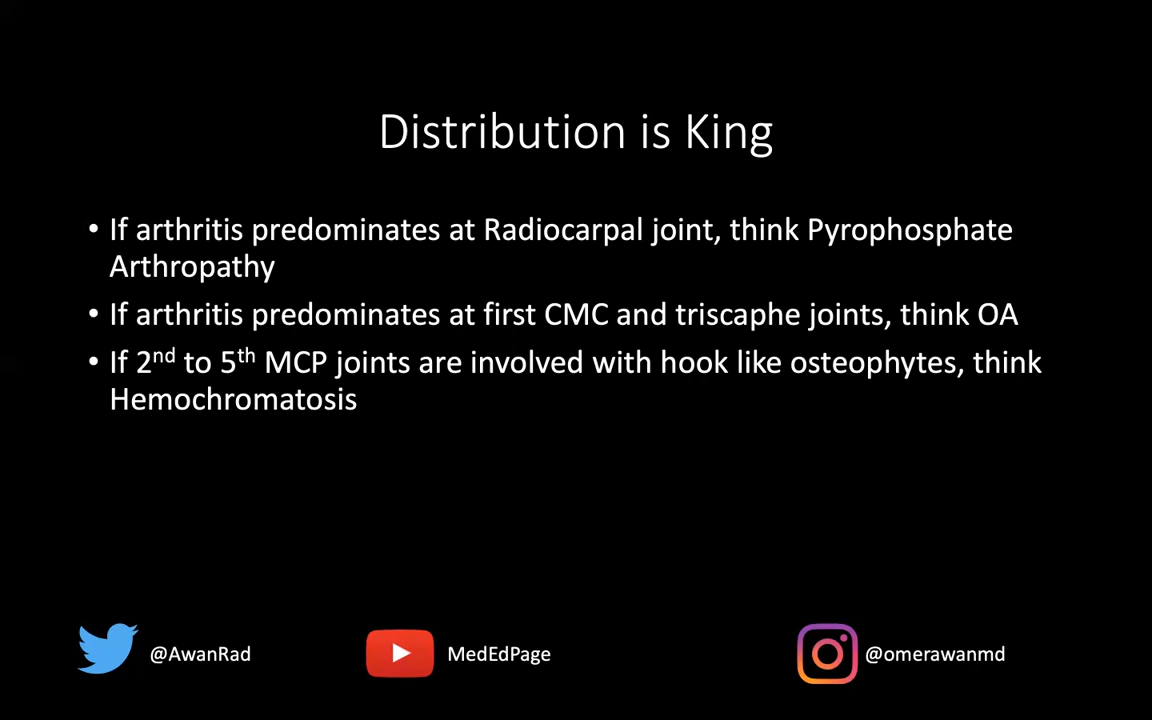 Distribution is King
• If arthritis predominates at Radiocarpal joint, think Pyrophosphate
Arthropathy
• If arthritis predominates at first CMC and triscaphe joints, think OA
• If 2nd to 5th MCP joints are involved with hook like osteophytes, think
Hemochromatosis
@AwanRad MedEdPage @omerawanmd